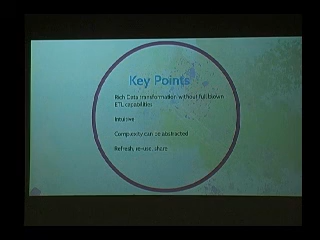 Key Points
Rich Data transformation without full blown
ETL capabilities
Intuitive
Complexity can be abstracted
Refresh, re-use, share